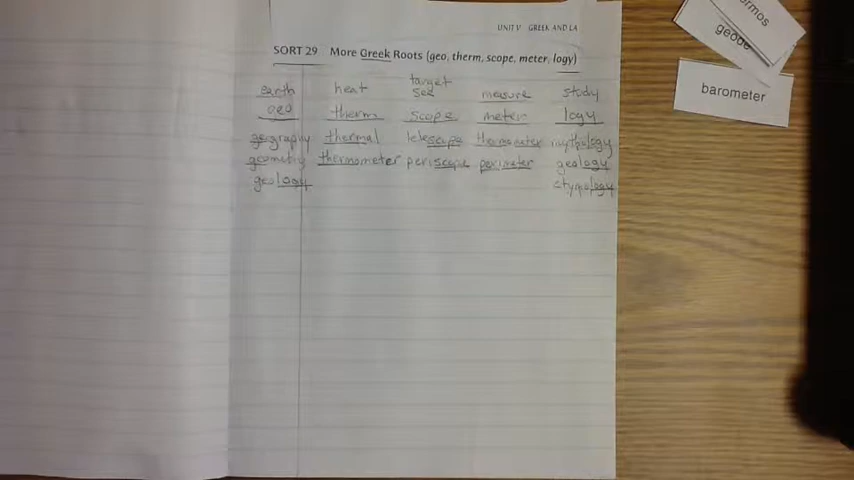 UNIT V GREEK AND LA
SORT 29 More Greek Roots (geo, therm, scope, meter, logy)
target
earth heat see measure study
geo therm scope meter logy
geography thermal telescope thermometer mythology
geometry thermometer periscope perimeter geology
geology etymology
geode
barometer